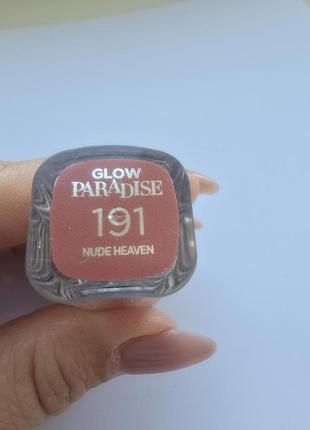 GLOW
PARADISE
191
NUDE HEAVEN